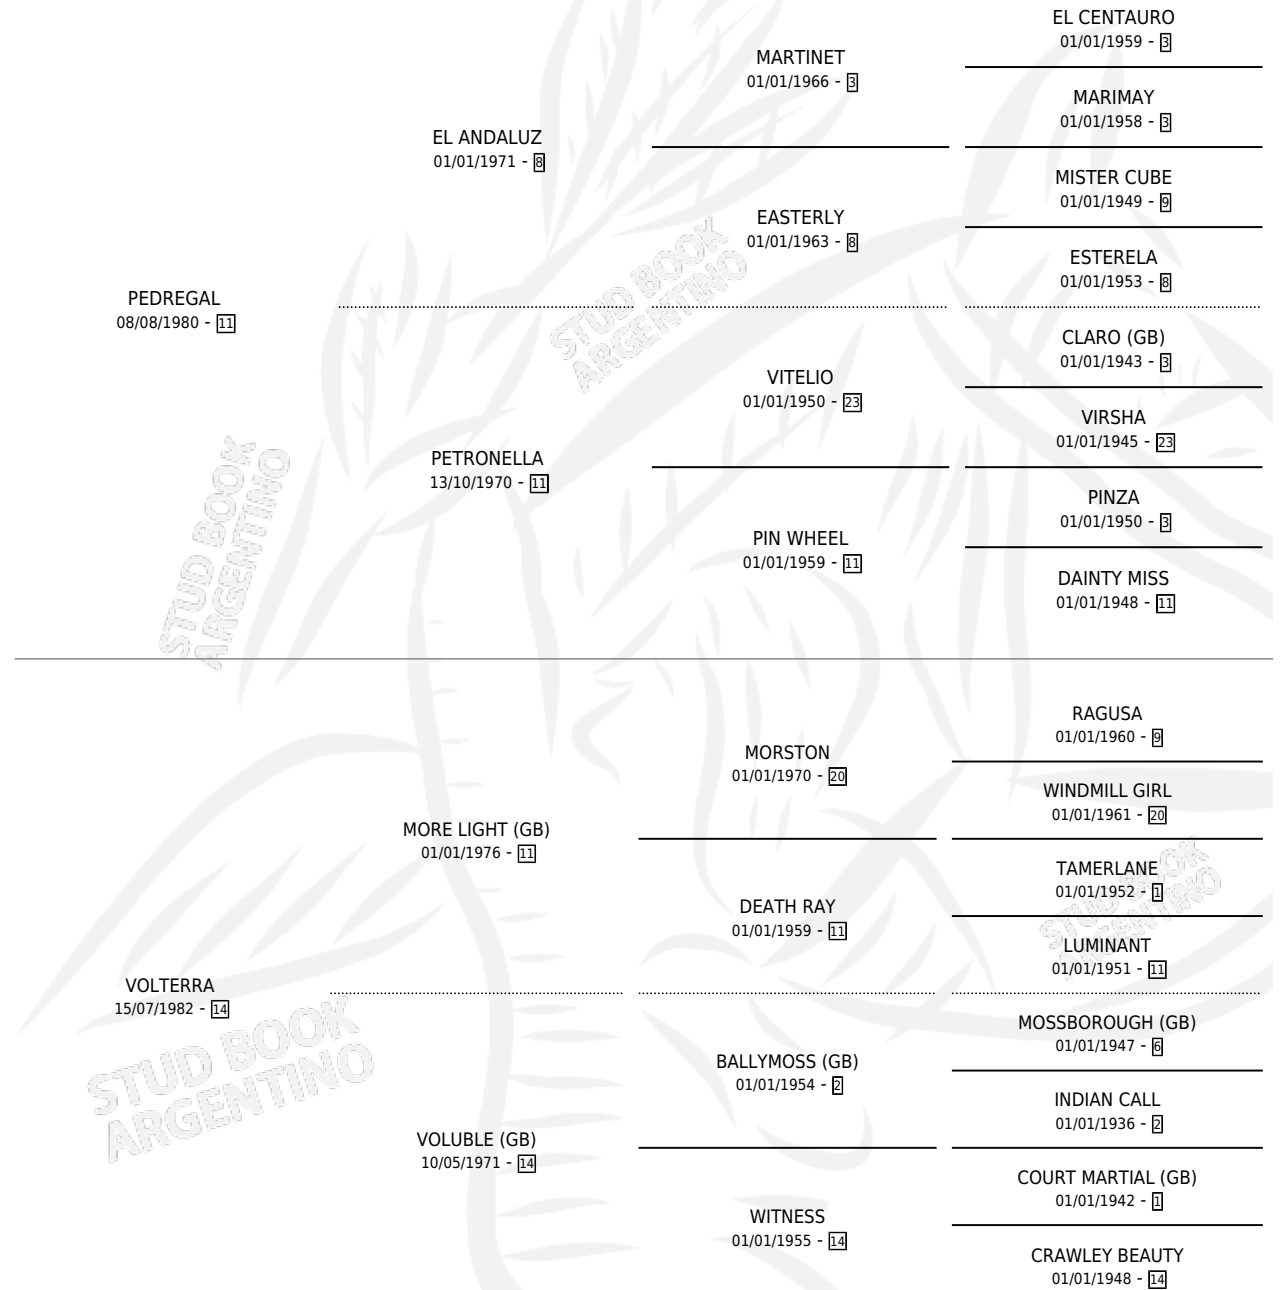 EL CENTAURO
01/01/1959 - 3
MARTINET
01/01/1966 - 3
MARIMAY
01/01/1958 - 3
EL ANDALUZ
01/01/1971 - 8
MISTER CUBE
01/01/1949 - 9
EASTERLY
01/01/1963 - 8
ESTERELA
01/01/1953 - 8
PEDREGAL
08/08/1980 - 11
STUD BOOK
ARGENTINO
CLARO (GB)
01/01/1943 - 3
VITELIO
01/01/1950 - 23
VIRSHA
01/01/1945 - 23
PETRONELLA
13/10/1970 - 11
PINZA
01/01/1950 - 3
PIN WHEEL
01/01/1959 - 11
DAINTY MISS
01/01/1948 - 11
STUD BOOK
ARGENTINO
RAGUSA
01/01/1960 - 9
MORSTON
01/01/1970 - 20
WINDMILL GIRL
01/01/1961 - 20
MORE LIGHT (GB)
01/01/1976 - 11
TAMERLANE
01/01/1952 - 1
DEATH RAY
01/01/1959 - 11
STUD BOOK
ARGENTINO
LUMINANT
01/01/1951 - 11
VOLTERRA
15/07/1982 - 14
MOSSBOROUGH (GB)
01/01/1947 - 6
BALLYMOSS (GB)
01/01/1954 - 2
STUD BOOK
ARGENTINO
INDIAN CALL
01/01/1936 - 2
VOLUBLE (GB)
10/05/1971 - 14
COURT MARTIAL (GB)
01/01/1942 - 1
WITNESS
01/01/1955 - 14
CRAWLEY BEAUTY
01/01/1948 - 14